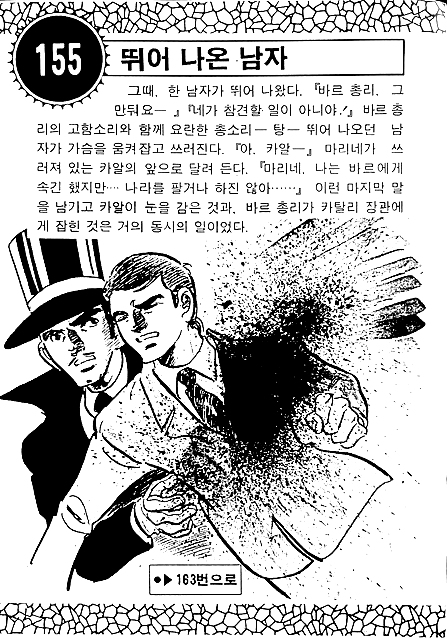 155
뛰어 나온 남자
그때. 한 남자가 뛰어 나왔다. 『바르 총리. 그
만둬요― 』『네가 참견할 일이 아니야.!』 바르 총
리의 고함소리와 함께 요란한 총소리― 탕― 뛰어 나오던 남
자가 가슴을 움켜잡고 쓰러진다. 『아. 카알―』 마리네가 쓰
러져 있는 카알의 앞으로 달려 든다. 『마리네. 나는 바르에게
속긴 했지만… 나라를 팔거나 하진 않아……』 이런 마지막 말
을 남기고 카알이 눈을 감은 것과. 바르 총리가 카탈리 장관에
게 잡힌 것은 거의 동시의 일이었다.
●▶ 163번으로